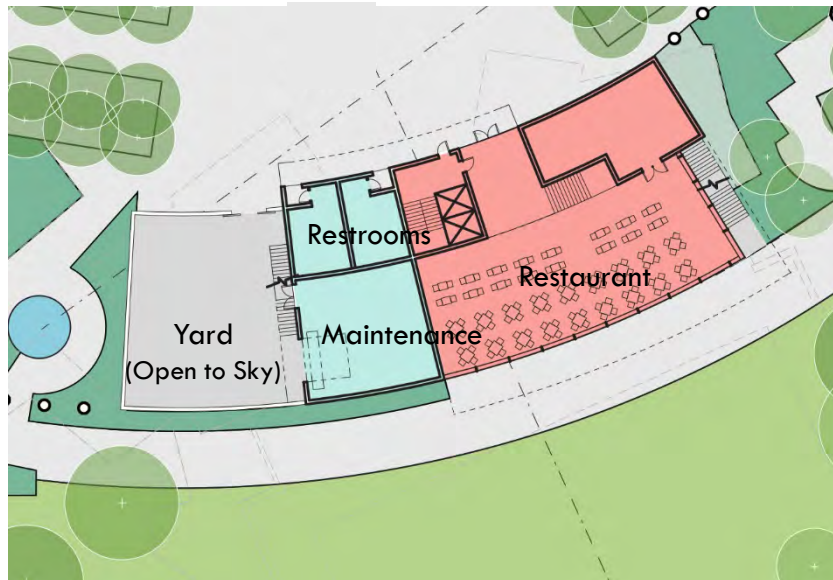 Restrooms
Restaurant
Yard
Maintenance
(Open to Sky)